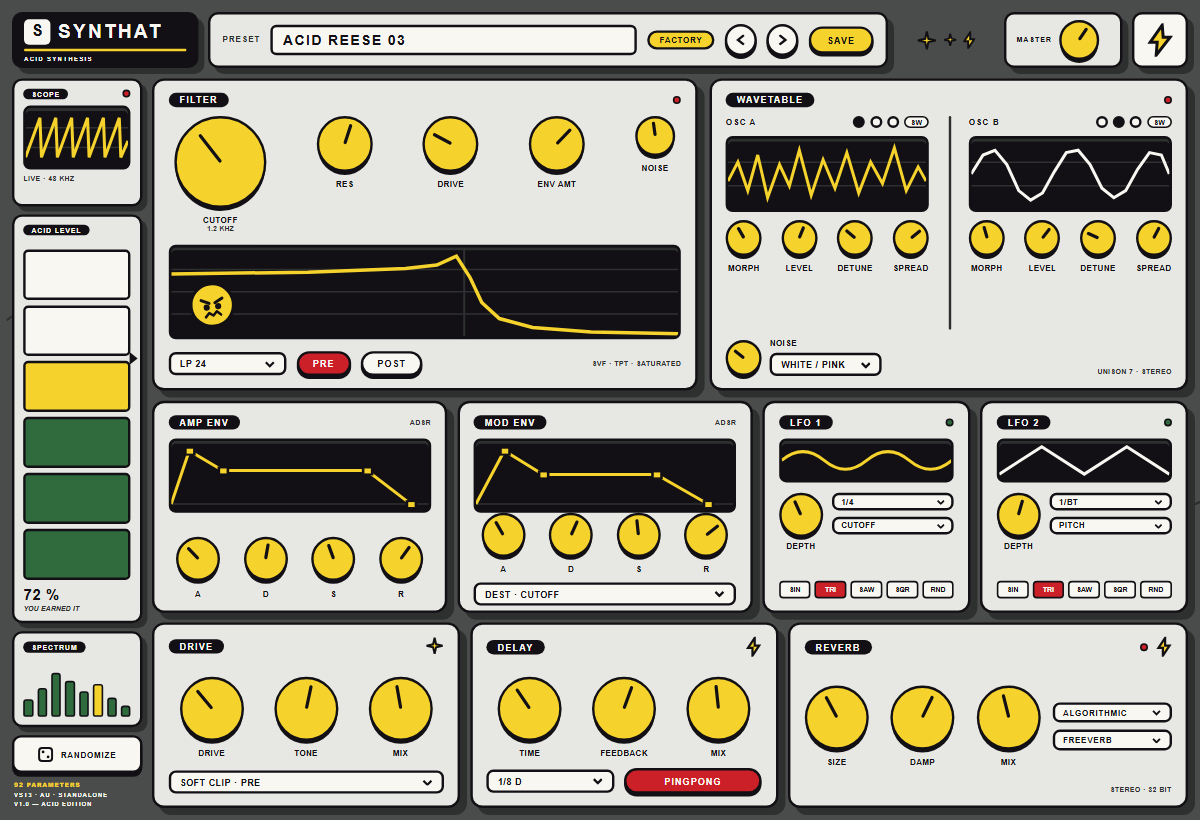 S SYNTHAT
ACID SYNTHESIS
PRESET ACID REESE 03 FACTORY < > SAVE
MASTER
SCOPE
LIVE · 48 KHZ
ACID LEVEL
72 %
YOU EARNED IT
SPECTRUM
RANDOMIZE
92 PARAMETERS
VST3 · AU · STANDALONE
V1.0 — ACID EDITION
FILTER
CUTOFF
1.2 KHZ
RES
DRIVE
ENV AMT
NOISE
LP 24
PRE
POST
SVF · TPT · SATURATED
WAVETABLE
OSC A
SW
MORPH
LEVEL
DETUNE
SPREAD
OSC B
SW
MORPH
LEVEL
DETUNE
SPREAD
NOISE
WHITE / PINK
UNISON 7 · STEREO
AMP ENV
ADSR
A
D
S
R
MOD ENV
ADSR
A
D
S
R
DEST · CUTOFF
LFO 1
DEPTH
1/4
CUTOFF
SIN
TRI
SAW
SQR
RND
LFO 2
DEPTH
1/BT
PITCH
SIN
TRI
SAW
SQR
RND
DRIVE
DRIVE
TONE
MIX
SOFT CLIP · PRE
DELAY
TIME
FEEDBACK
MIX
1/8 D
PINGPONG
REVERB
SIZE
DAMP
MIX
ALGORITHMIC
FREEVERB
STEREO · 32 BIT